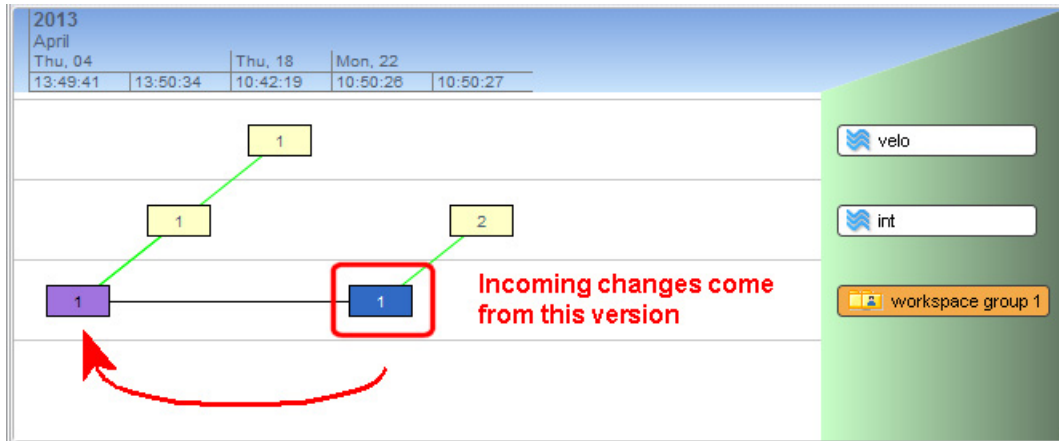 2013
April
Thu, 04 Thu, 18 Mon, 22
13:49:41 13:50:34 10:42:19 10:50:26 10:50:27
1
velo
1
2
int
1
1
Incoming changes come
from this version
workspace group 1